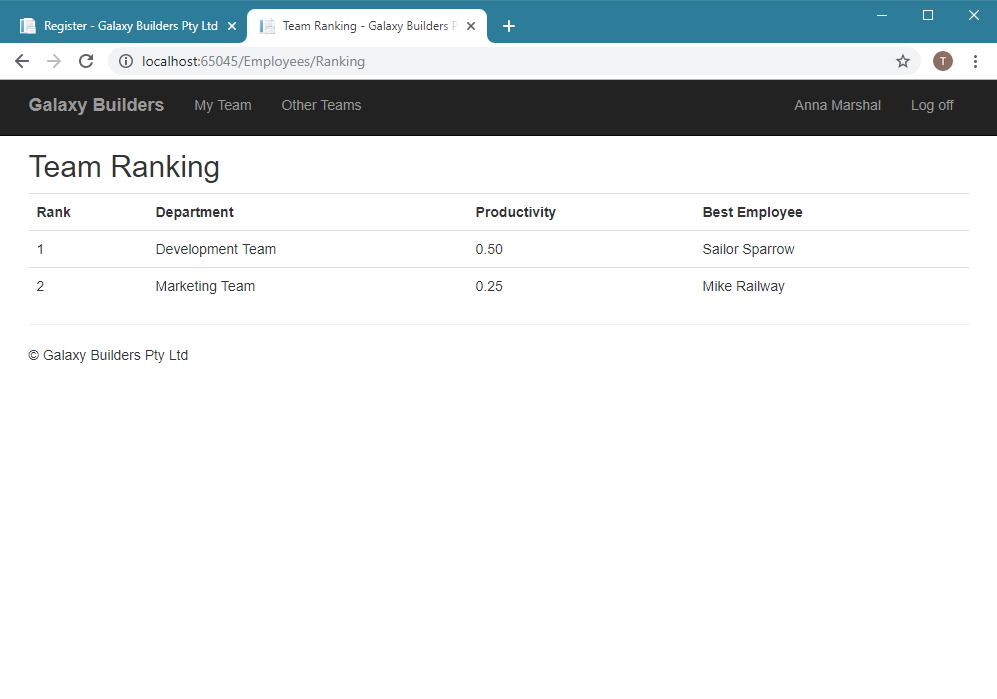 Register - Galaxy Builders Pty Ltd Team Ranking - Galaxy Builders P
localhost:65045/Employees/Ranking T
Galaxy Builders My Team Other Teams Anna Marshal Log off
Team Ranking
Rank Department Productivity Best Employee
1 Development Team 0.50 Sailor Sparrow
2 Marketing Team 0.25 Mike Railway
© Galaxy Builders Pty Ltd